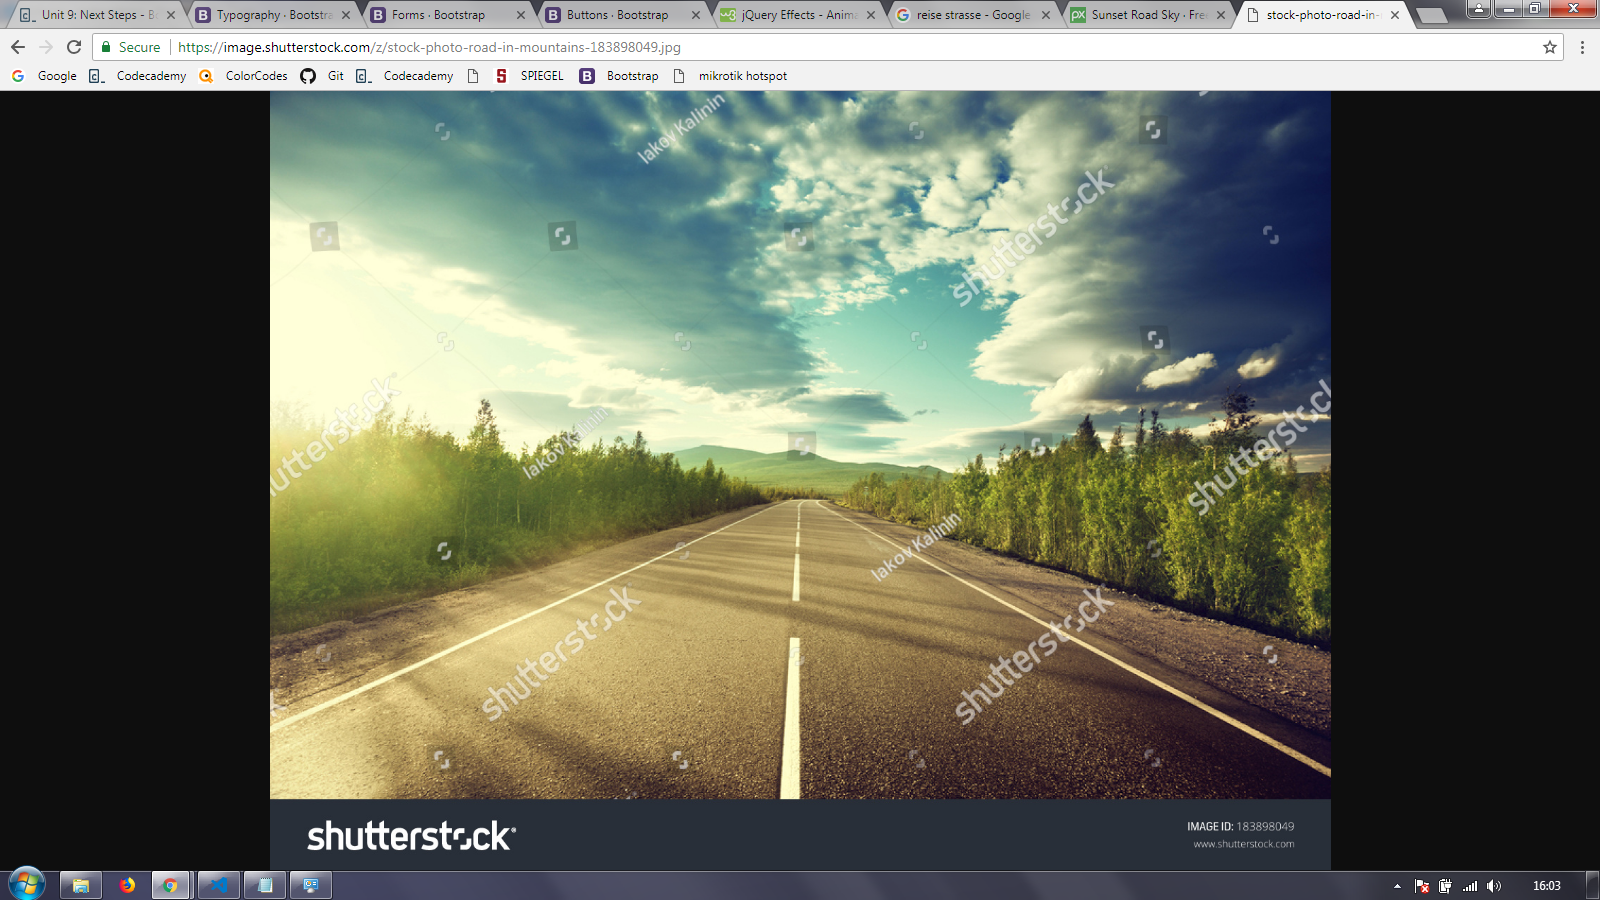 Unit 9: Next Steps - B
Typography · Bootstra
Forms · Bootstrap
Buttons · Bootstrap
jQuery Effects - Anima
reise strasse - Google
Sunset Road Sky · Fre
stock-photo-road-in-
Secure
https://image.shutterstock.com/z/stock-photo-road-in-mountains-183898049.jpg
Google
Codecademy
ColorCodes
Git
Codecademy
SPIEGEL
Bootstrap
mikrotik hotspot
Iakov Kalinin
shutterstock
shutterstock
Iakov Kalinin
shutterstock
Iakov Kalinin
shutterstock
shutterstock
shutterstock
IMAGE ID: 183898049
www.shutterstock.com
16:03